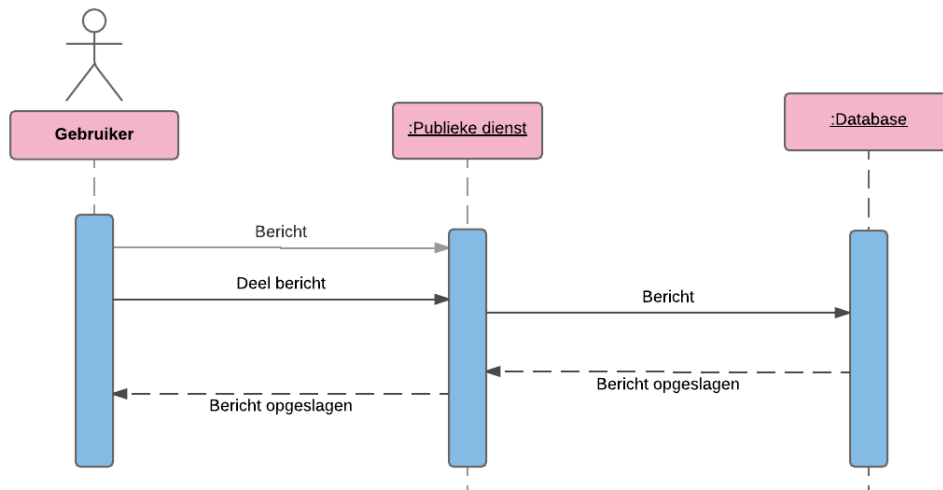 Gebruiker
:Publieke dienst
:Database
Bericht
Deel bericht
Bericht
Bericht opgeslagen
Bericht opgeslagen